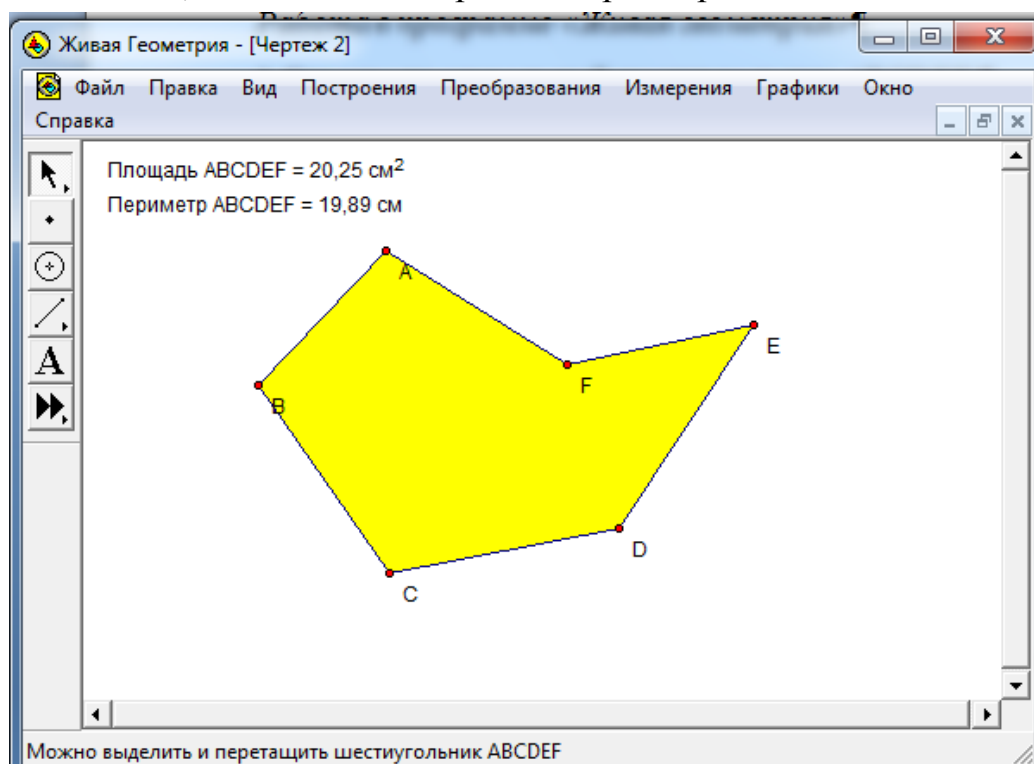 Живая Геометрия - [Чертеж 2]
Файл Правка Вид Построения Преобразования Измерения Графики Окно
Справка
Площадь ABCDEF = 20,25 см²
Периметр ABCDEF = 19,89 см
A
E
F
B
D
C
A
Можно выделить и перетащить шестиугольник ABCDEF